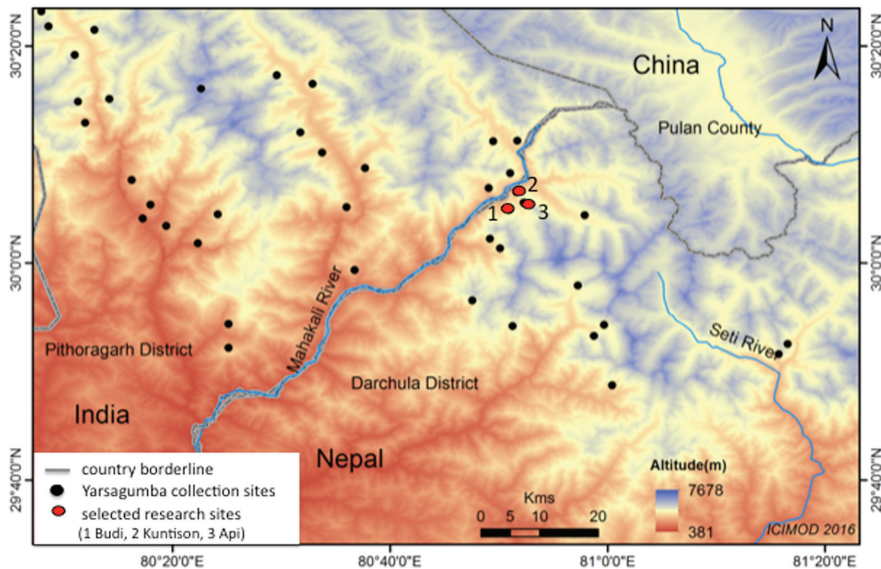 30°20'0"N
30°0'0"N
29°40'0"N
China
Pulan County
N
30°20'0"N
2
1
3
30°0'0"N
Mahakali River
Seti River
Pithoragarh District
Darchula District
India
Nepal
country borderline
Yarsagumba collection sites
selected research sites
(1 Budi, 2 Kuntison, 3 Api)
Kms
0 5 10 20
Altitude(m)
7678
381
ICIMOD 2016
29°40'0"N
80°20'0"E
80°40'0"E
81°0'0"E
81°20'0"E